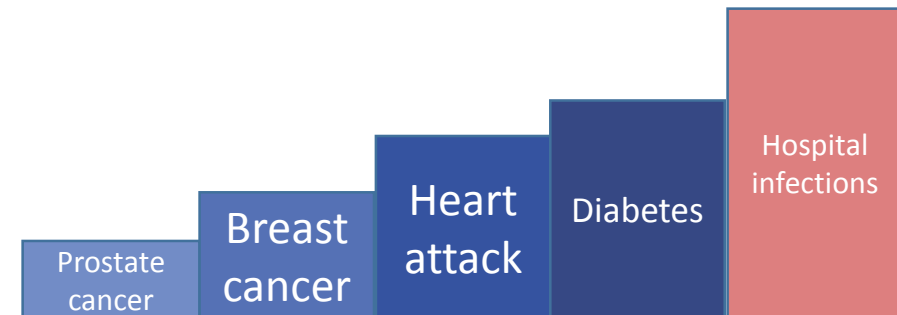 Prostate
cancer
Breast
cancer
Heart
attack
Diabetes
Hospital
infections